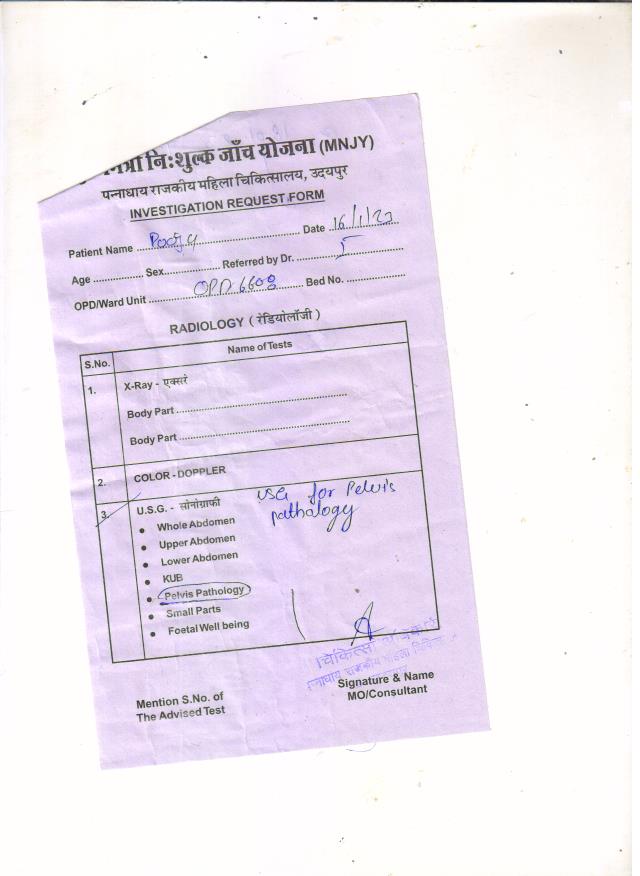 नि:शुल्क जाँच योजना (MNJY)
पन्नाधाय राजकीय महिला चिकित्सालय, उदयपुर
INVESTIGATION REQUEST FORM
Patient Name ........ Date 16/1/
Age ........ Sex........ Referred by Dr. ........
OPD/Ward Unit ........ OPD 6608 ........ Bed No. ........
RADIOLOGY ( रेडियोलॉजी )
S.No. Name of Tests
1. X-Ray - एक्सरे
Body Part ........
Body Part ........
2. COLOR - DOPPLER
3. U.S.G. - सोनोग्राफी USG for Pelvis
pathology
• Whole Abdomen
• Upper Abdomen
• Lower Abdomen
• KUB
• Pelvis Pathology
• Small Parts
• Foetal Well being
पन्नाधाय राजकीय महिला
Mention S.No. of
The Advised Test
Signature & Name
MO/Consultant